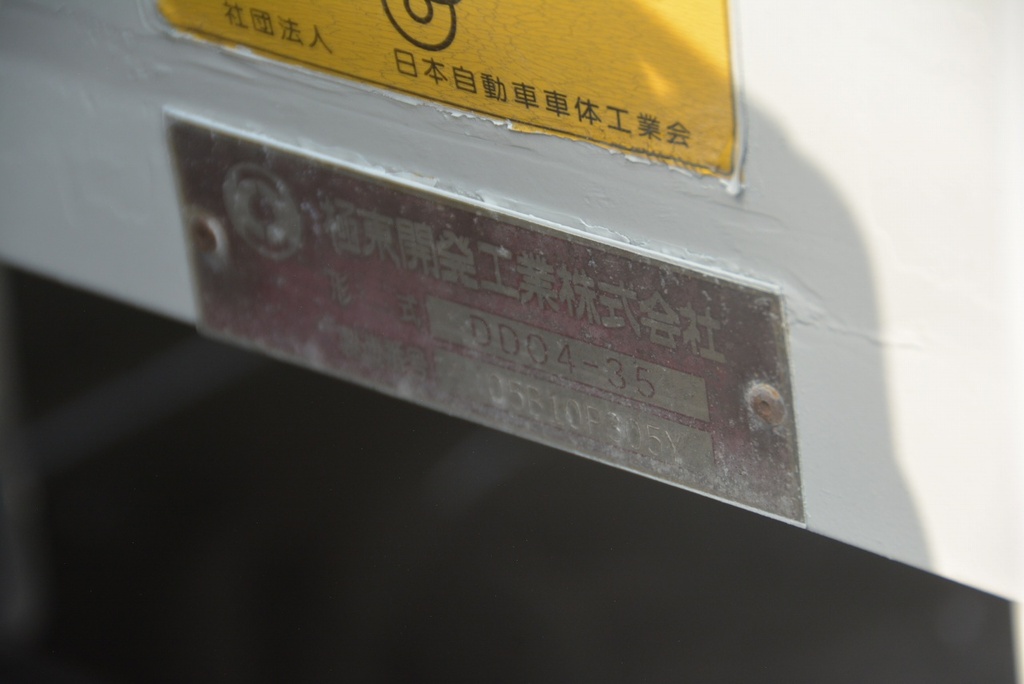 社団法人
日本自動車車体工業会
極東開発工業株式会社
形式 DD04-35